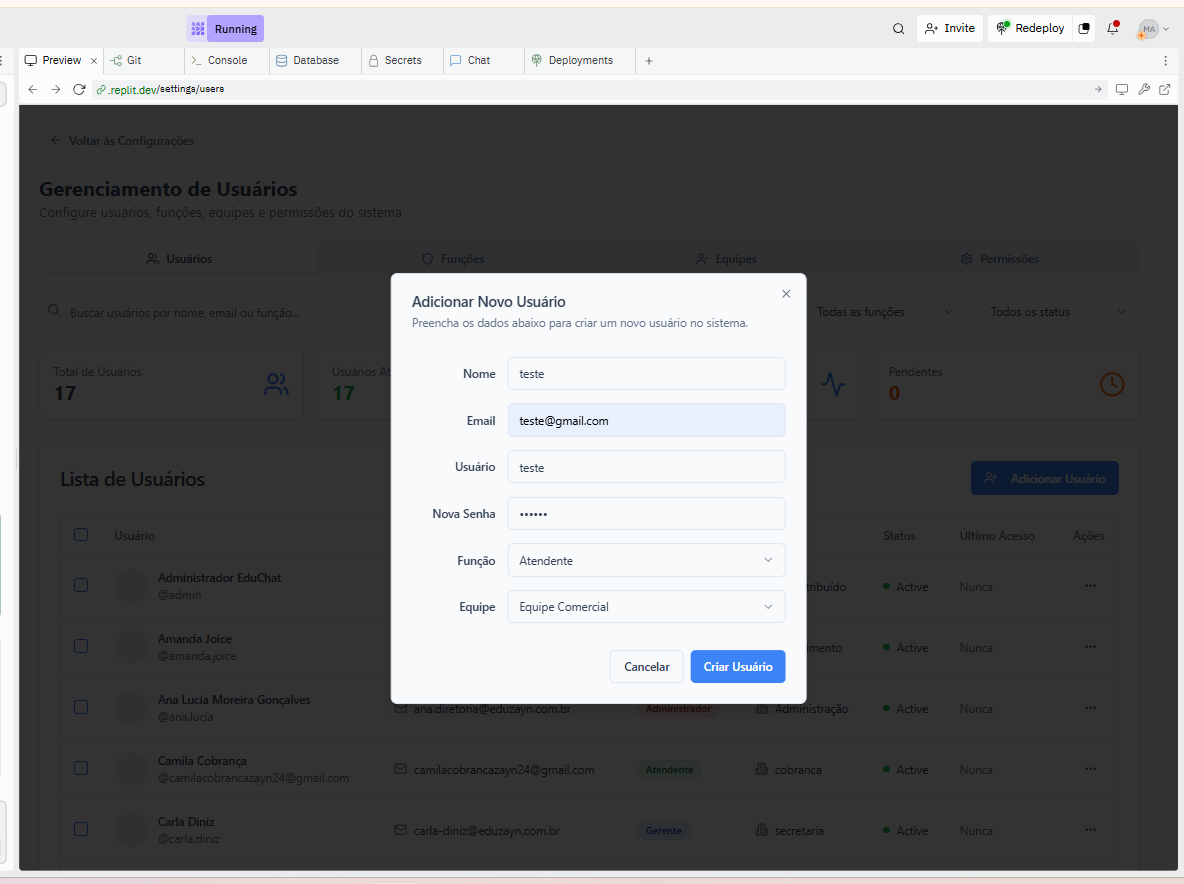 Running
Invite
Redeploy
MA
Preview
Git
Console
Database
Secrets
Chat
Deployments
.replit.dev/settings/users
Voltar às Configurações
Gerenciamento de Usuários
Configure usuários, funções, equipes e permissões do sistema
Usuários
Funções
Equipes
Permissões
Buscar usuários por nome, email ou função...
Todas as funções
Todos os status
Total de Usuários
17
Usuários At
17
Pendentes
0
Adicionar Novo Usuário
Preencha os dados abaixo para criar um novo usuário no sistema.
Nome teste
Email teste@gmail.com
Usuário teste
Nova Senha ••••••
Função Atendente
Equipe Equipe Comercial
Cancelar
Criar Usuário
Lista de Usuários
Adicionar Usuário
Usuário Status Último Acesso Ações
Administrador EduChat
@admin
tribuído Active Nunca
Amanda Joice
@amanda.joice
imento Active Nunca
Ana Lucia Moreira Gonçalves
@ana.lucia
ana.diretoria@eduzayn.com.br Administrador Administração Active Nunca
Camila Cobrança
@camilacobrancazayn24@gmail.com
camilacobrancazayn24@gmail.com Atendente cobranca Active Nunca
Carla Diniz
@carla.diniz
carla-diniz@eduzayn.com.br Gerente secretaria Active Nunca